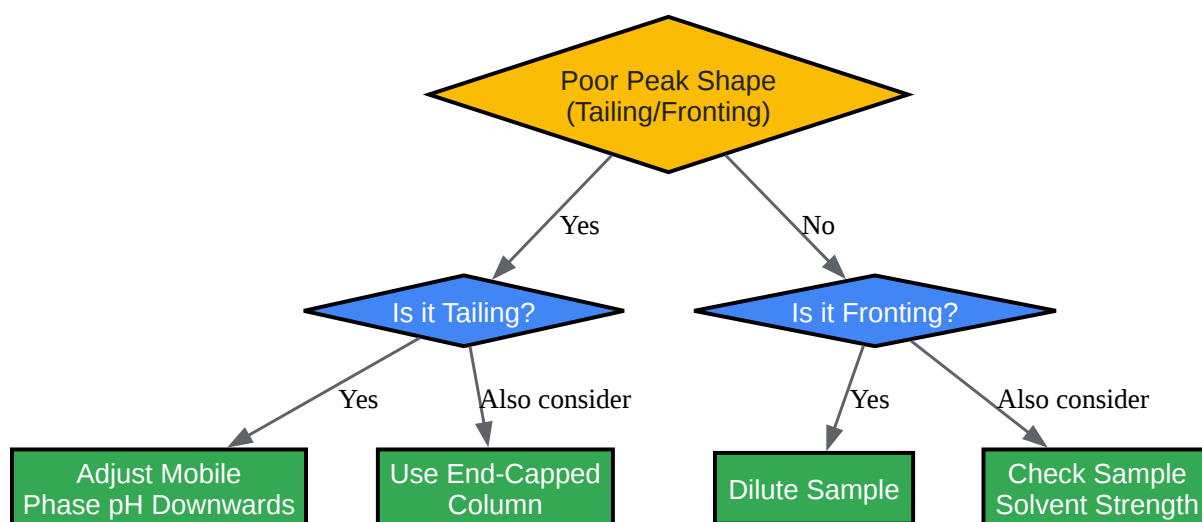 Poor Peak Shape
(Tailing/Fronting)
Yes
No
Is it Tailing?
Is it Fronting?
Yes
Also consider
Yes
Also consider
Adjust Mobile
Phase pH Downwards
Use End-Capped
Column
Dilute Sample
Check Sample
Solvent Strength